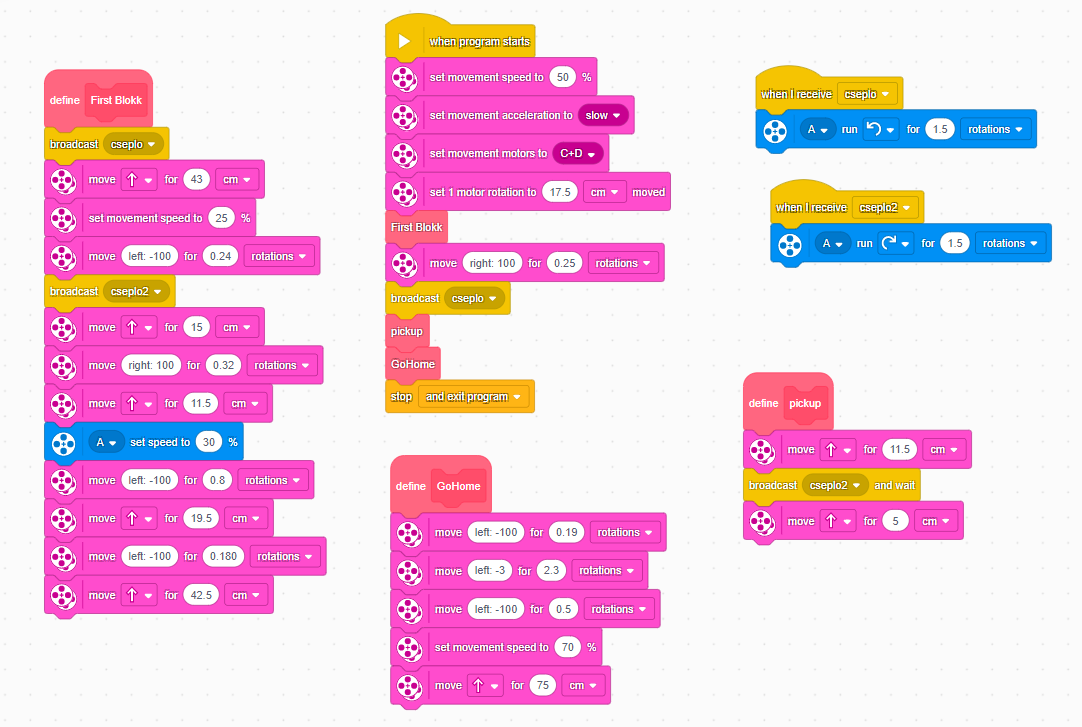 define First Blokk
broadcast cseplo
move for 43 cm
set movement speed to 25 %
move left: -100 for 0.24 rotations
broadcast cseplo2
move for 15 cm
move right: 100 for 0.32 rotations
move for 11.5 cm
A set speed to 30 %
move left: -100 for 0.8 rotations
move for 19.5 cm
move left: -100 for 0.180 rotations
move for 42.5 cm
when program starts
set movement speed to 50 %
set movement acceleration to slow
set movement motors to C+D
set 1 motor rotation to 17.5 cm moved
First Blokk
move right: 100 for 0.25 rotations
broadcast cseplo
pickup
GoHome
stop and exit program
define GoHome
move left: -100 for 0.19 rotations
move left: -3 for 2.3 rotations
move left: -100 for 0.5 rotations
set movement speed to 70 %
move for 75 cm
when I receive cseplo
A run for 1.5 rotations
when I receive cseplo2
A run for 1.5 rotations
define pickup
move for 11.5 cm
broadcast cseplo2 and wait
move for 5 cm